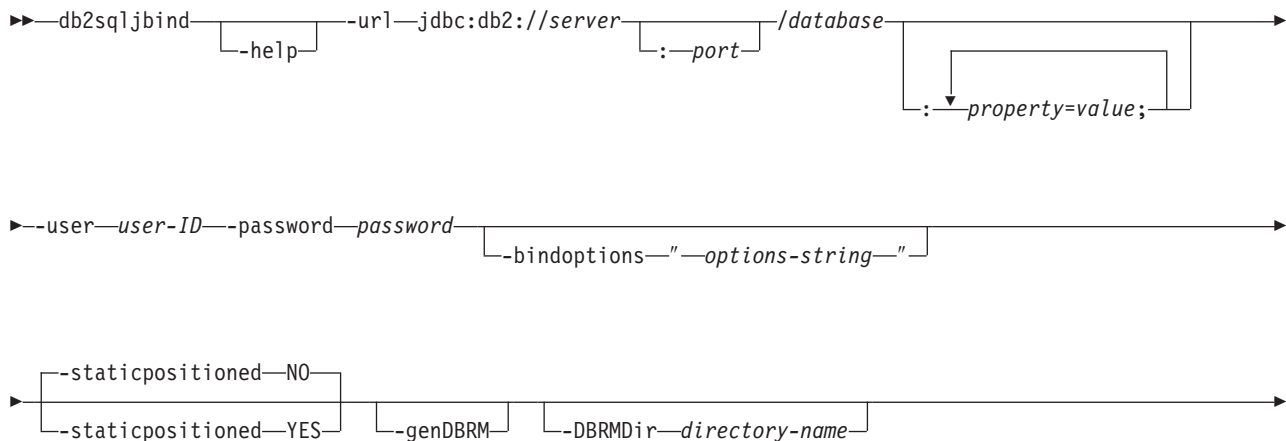 db2sqljbind -help -url jdbc:db2://server : port /database : property=value;
-user user-ID -password password -bindoptions " options-string "
-staticpositioned NO
-staticpositioned YES -genDBRM -DBRMDir directory-name